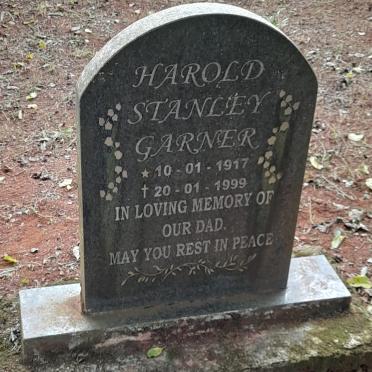 HAROLD
STANLEY
GARNER
★ 10 - 01 - 1917
✝ 20 - 01 - 1999
IN LOVING MEMORY OF
OUR DAD.
MAY YOU REST IN PEACE